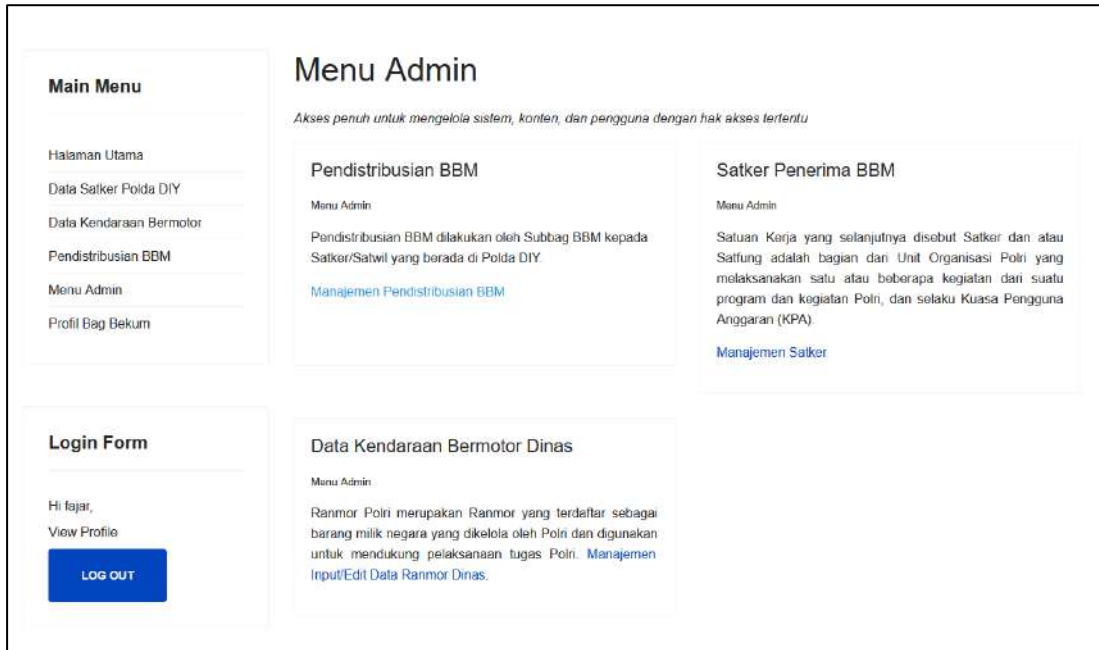 Main Menu
Halaman Utama
Data Satker Polda DIY
Data Kendaraan Bermotor
Pendistribusian BBM
Menu Admin
Profil Bag Bekum
Login Form
Hi fajar,
View Profile
LOG OUT
Menu Admin
Akses penuh untuk mengelola sistem, konten, dan pengguna dengan hak akses tertentu
Pendistribusian BBM
Menu Admin
Pendistribusian BBM dilakukan oleh Subbag BBM kepada
Satker/Satwil yang berada di Polda DIY.
Manajemen Pendistribusian BBM
Satker Penerima BBM
Menu Admin
Satuan Kerja yang selanjutnya disebut Satker dan atau
Satfung adalah bagian dari Unit Organisasi Polri yang
melaksanakan satu atau beberapa kegiatan dari suatu
program dan kegiatan Polri, dan selaku Kuasa Pengguna
Anggaran (KPA).
Manajemen Satker
Data Kendaraan Bermotor Dinas
Menu Admin
Ranmor Polri merupakan Ranmor yang terdaftar sebagai
barang milik negara yang dikelola oleh Polri dan digunakan
untuk mendukung pelaksanaan tugas Polri. Manajemen
Input/Edit Data Ranmor Dinas.